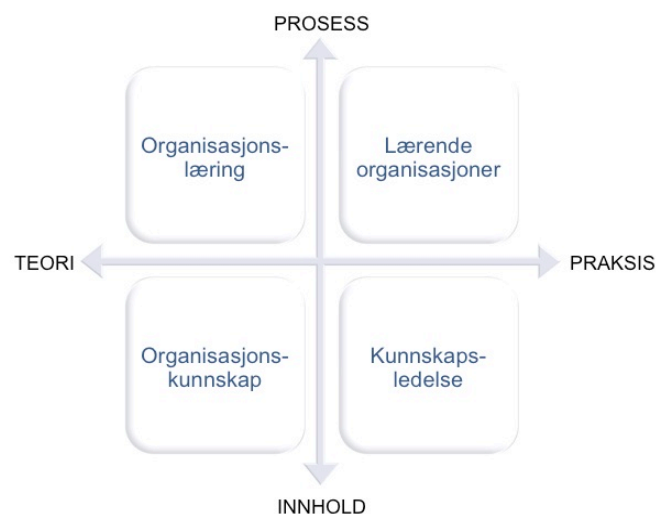 PROSESS
Organisasjons-
læring
Lærende
organisasjoner
TEORI
PRAKSIS
Organisasjons-
kunnskap
Kunnskaps-
ledelse
INNHOLD